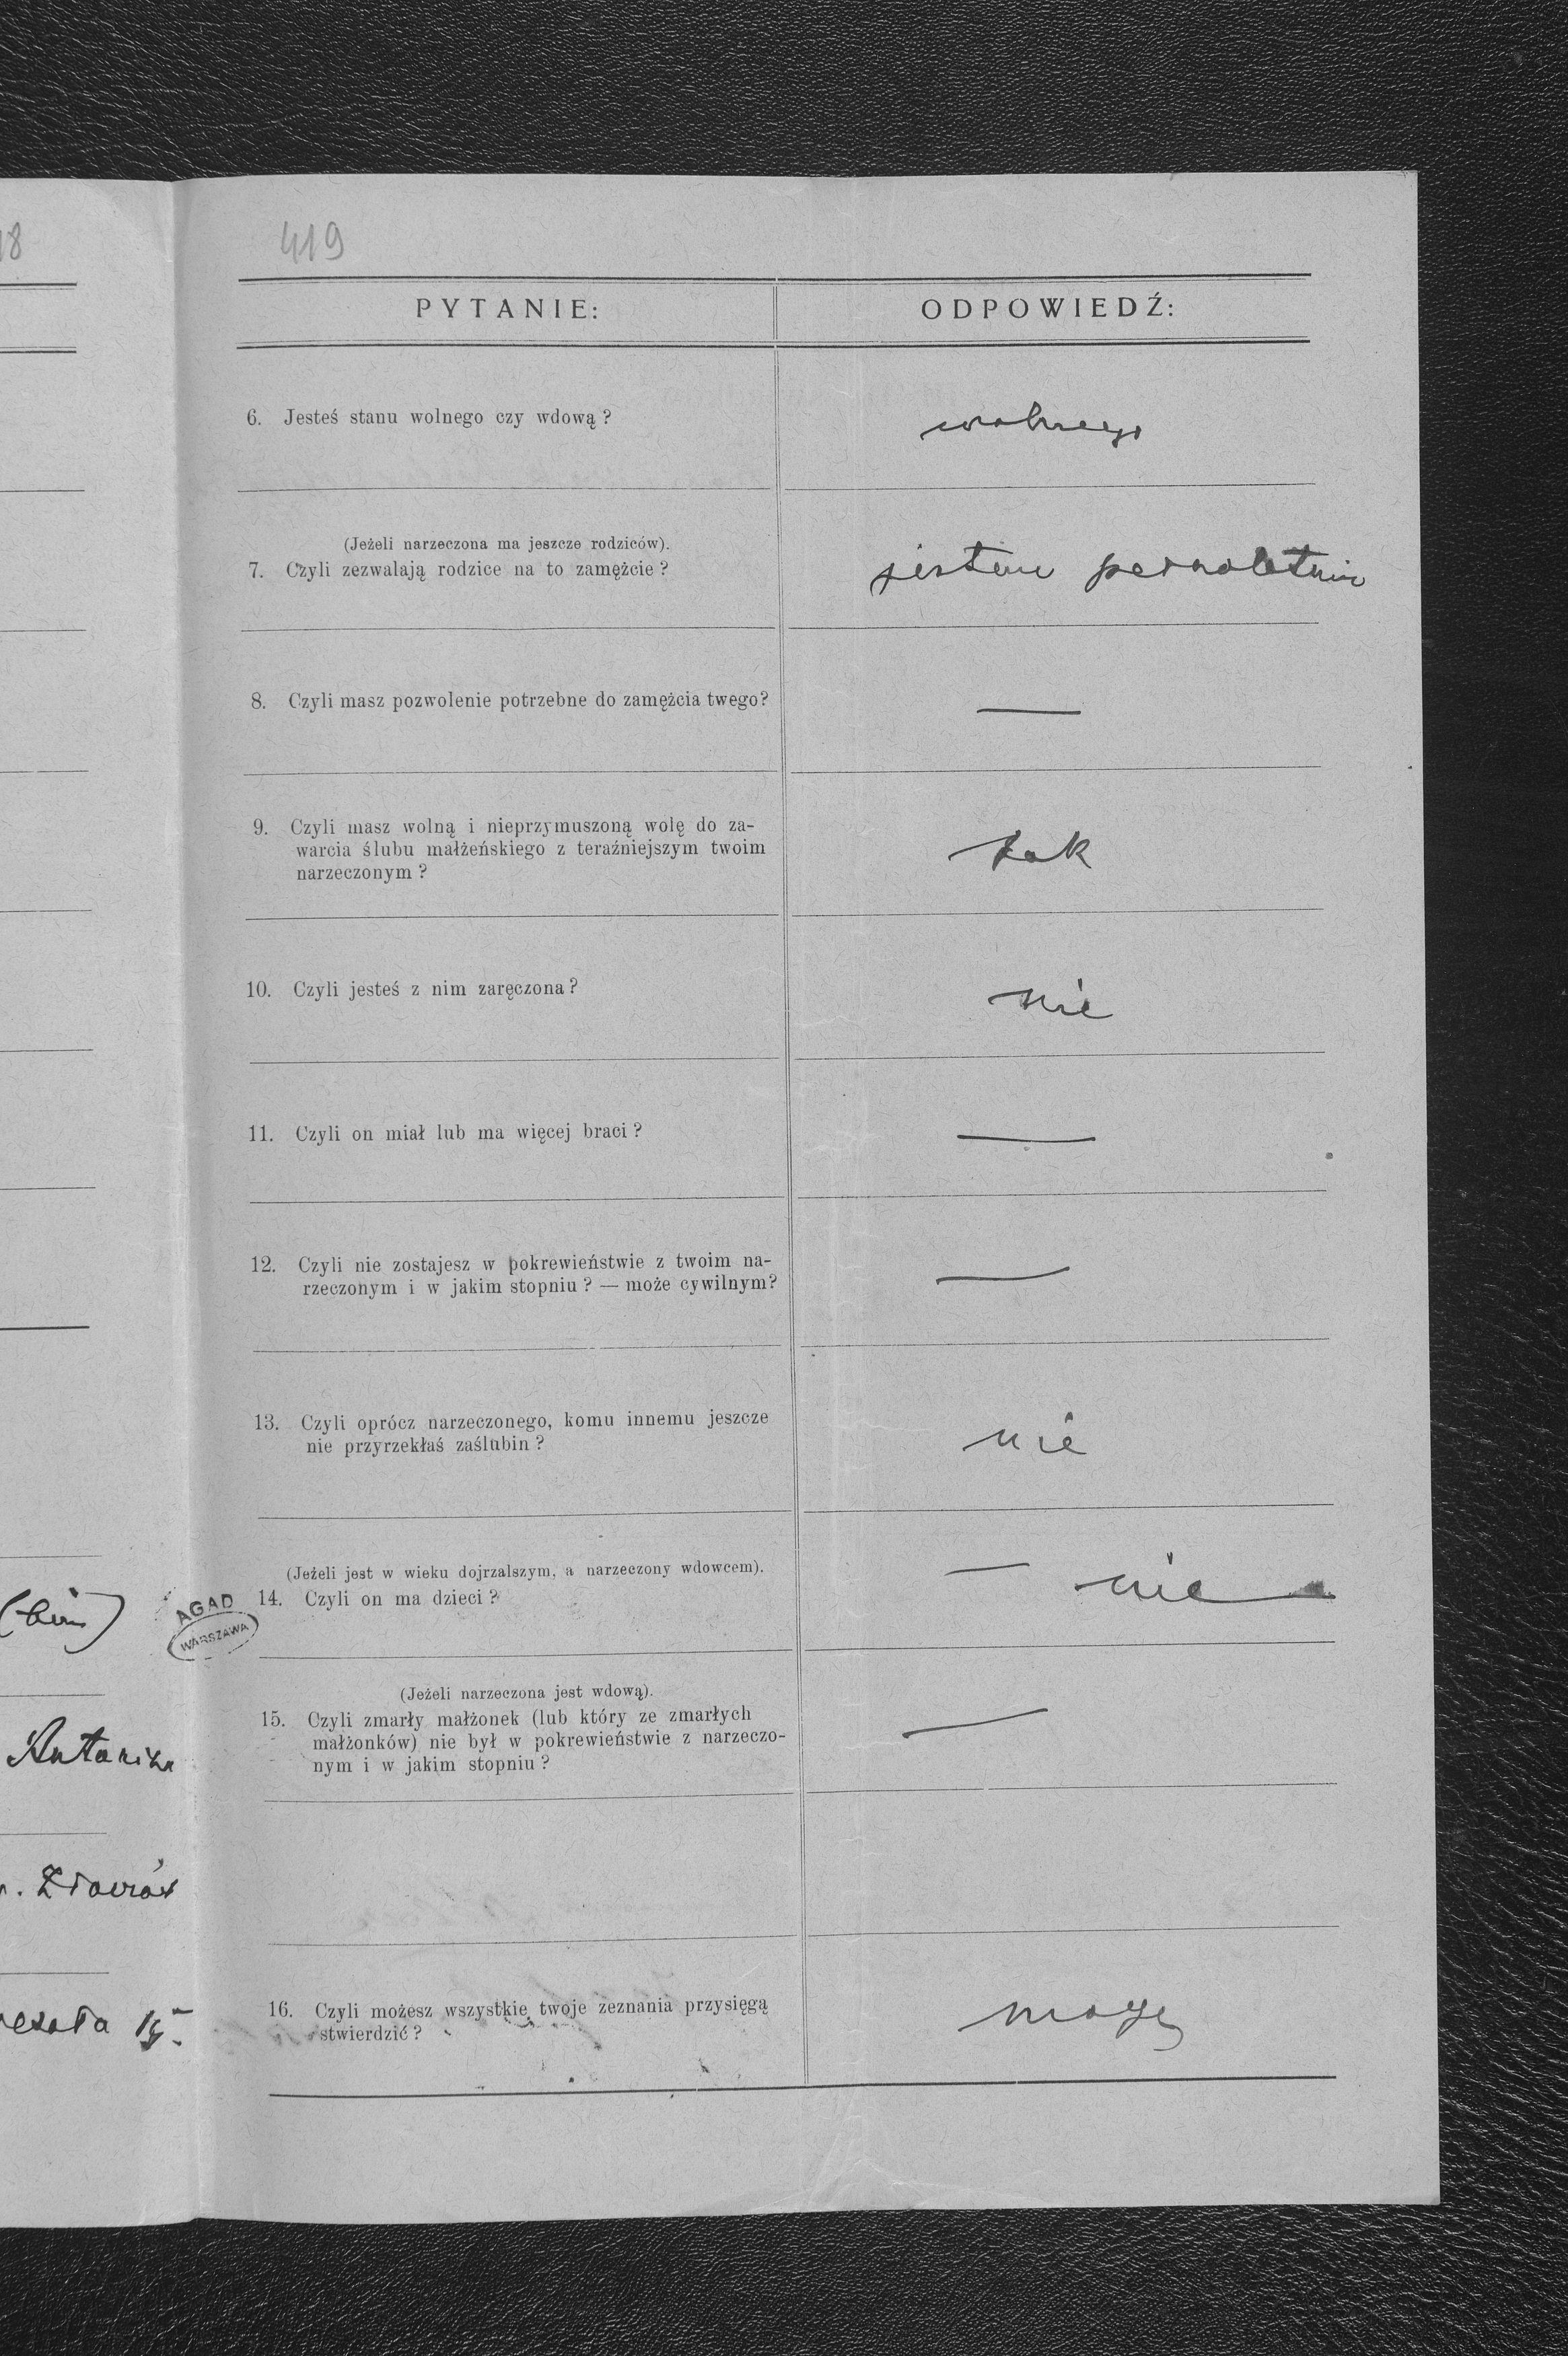 18
419
PYTANIE:
ODPOWIEDŹ:
6. Jesteś stanu wolnego czy wdową?
wolnego
(Jeżeli narzeczona ma jeszcze rodziców).
7. Czyli zezwalają rodzice na to zamężcie?
jestem pełnoletnia
8. Czyli masz pozwolenie potrzebne do zamężcia twego?
—
9. Czyli masz wolną i nieprzymuszoną wolę do za-
warcia ślubu małżeńskiego z teraźniejszym twoim
narzeczonym?
tak
10. Czyli jesteś z nim zaręczona?
nie
11. Czyli on miał lub ma więcej braci?
—
12. Czyli nie zostajesz w pokrewieństwie z twoim na-
rzeczonym i w jakim stopniu? — może cywilnym?
—
13. Czyli oprócz narzeczonego, komu innemu jeszcze
nie przyrzekłaś zaślubin?
nie
(Jeżeli jest w wieku dojrzalszym, a narzeczony wdowcem).
14. Czyli on ma dzieci?
— nie
(Jeżeli narzeczona jest wdową).
15. Czyli zmarły małżonek (lub który ze zmarłych
małżonków) nie był w pokrewieństwie z narzeczo-
nym i w jakim stopniu?
—
16. Czyli możesz wszystkie twoje zeznania przysięgą
stwierdzić?
mogę
AGAD
WARSZAWA